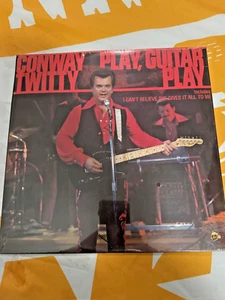 CONWAY TWITTY
PLAY, GUITAR PLAY
Includes
I CAN'T BELIEVE SHE GIVES IT ALL TO ME